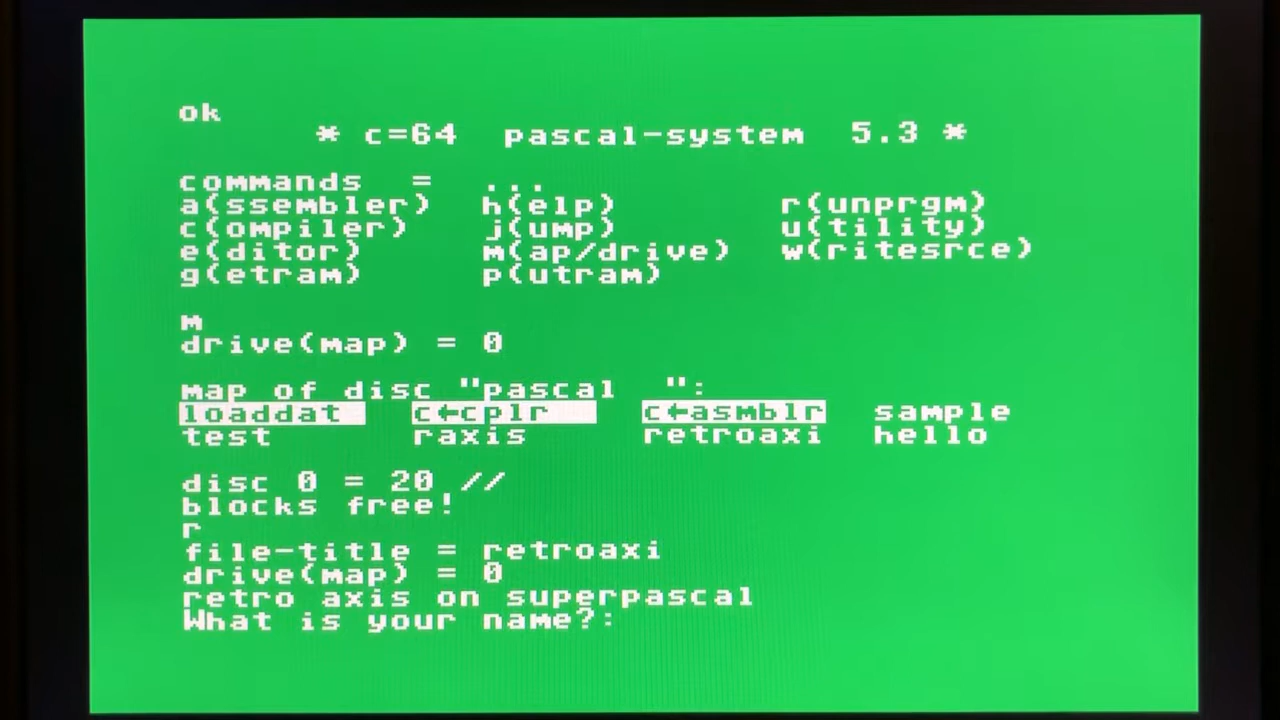 ok
* c=64 pascal-system 5.3 *
commands = ...
a(ssembler) h(elp) r(unprgm)
c(ompiler) j(ump) u(tility)
e(ditor) m(ap/drive) w(ritesrce)
g(etram) p(utram)
m
drive(map) = 0
map of disc "pascal ":
loaddat c←cplr c←asmblr sample
test raxis retroaxi hello
disc 0 = 20 //
blocks free!
r
file-title = retroaxi
drive(map) = 0
retro axis on superpascal
What is your name?: